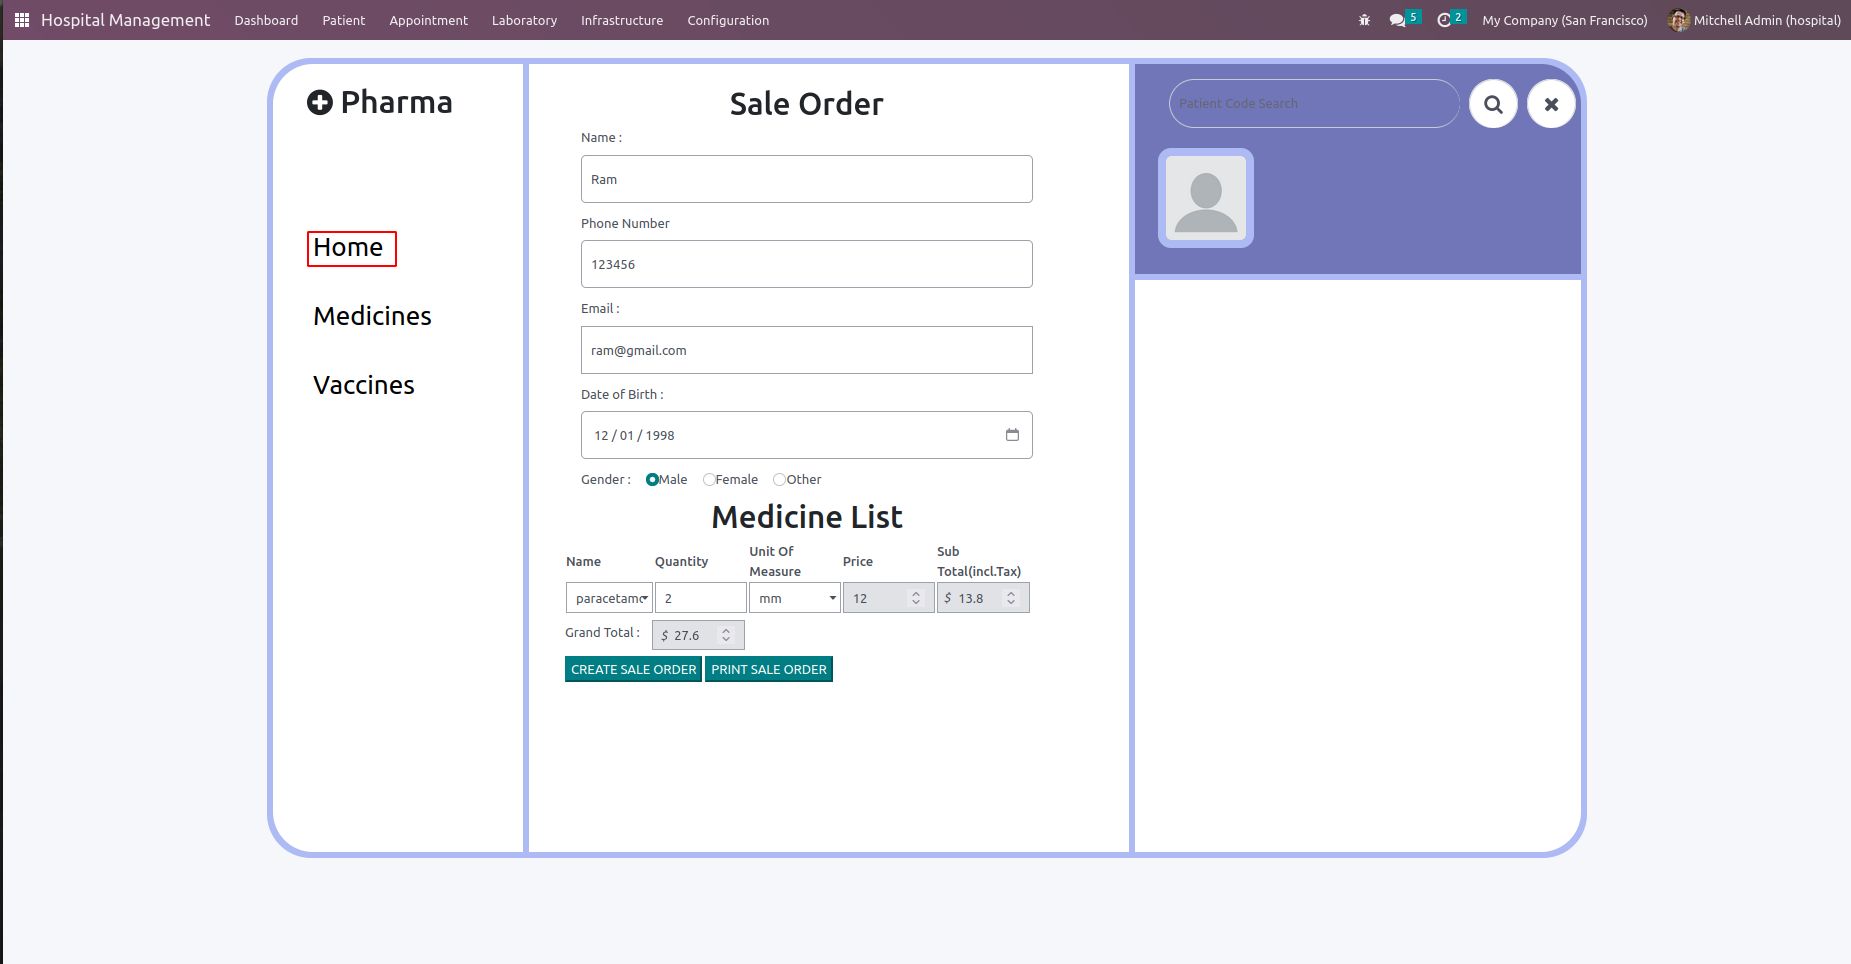 Hospital Management Dashboard Patient Appointment Laboratory Infrastructure Configuration 5 2 My Company (San Francisco) Mitchell Admin (hospital)
Pharma
Home
Medicines
Vaccines
Sale Order
Name :
Ram
Phone Number
123456
Email :
ram@gmail.com
Date of Birth :
12 / 01 / 1998
Gender : Male Female Other
Medicine List
Name Quantity Unit Of Measure Price Sub Total(incl.Tax)
paracetamo 2 mm 12 $ 13.8
Grand Total : $ 27.6
CREATE SALE ORDER PRINT SALE ORDER
Patient Code Search